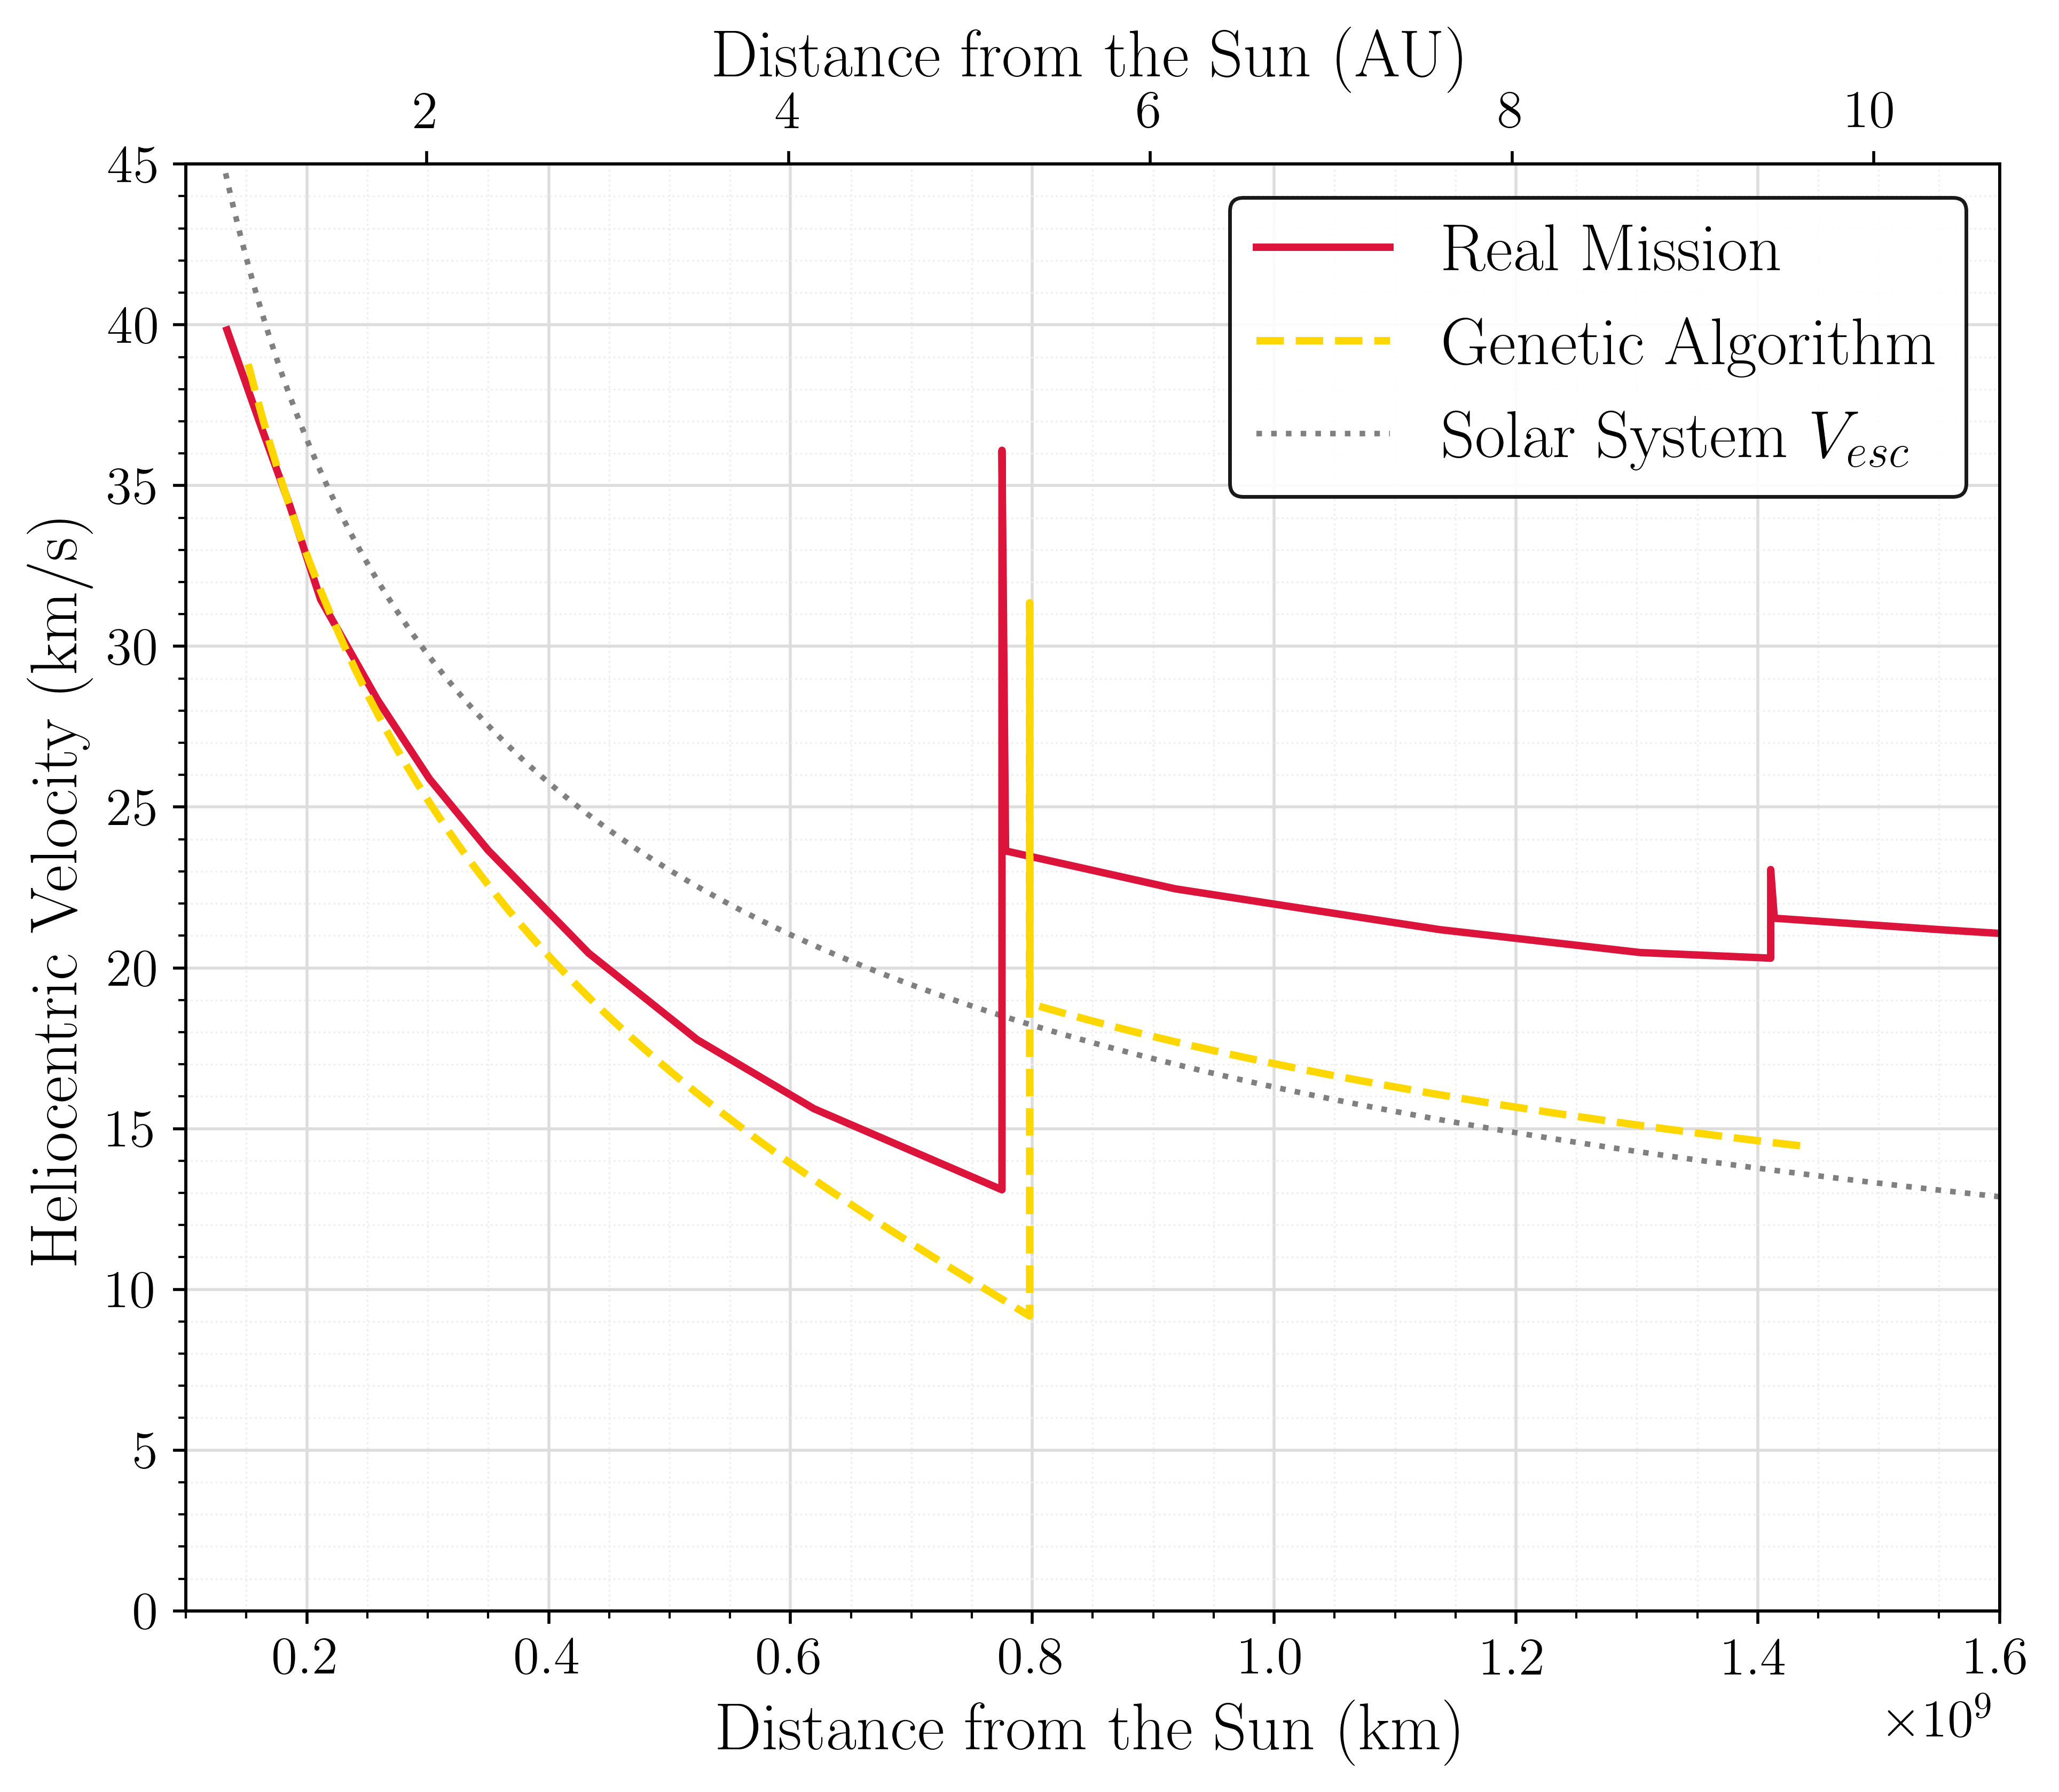 Distance from the Sun (AU)
2 4 6 8 10
45
40
35
30
25
20
15
10
5
0
Heliocentric Velocity (km/s)
Real Mission
Genetic Algorithm
Solar System V_esc
0.2 0.4 0.6 0.8 1.0 1.2 1.4 1.6
Distance from the Sun (km)
×10⁹